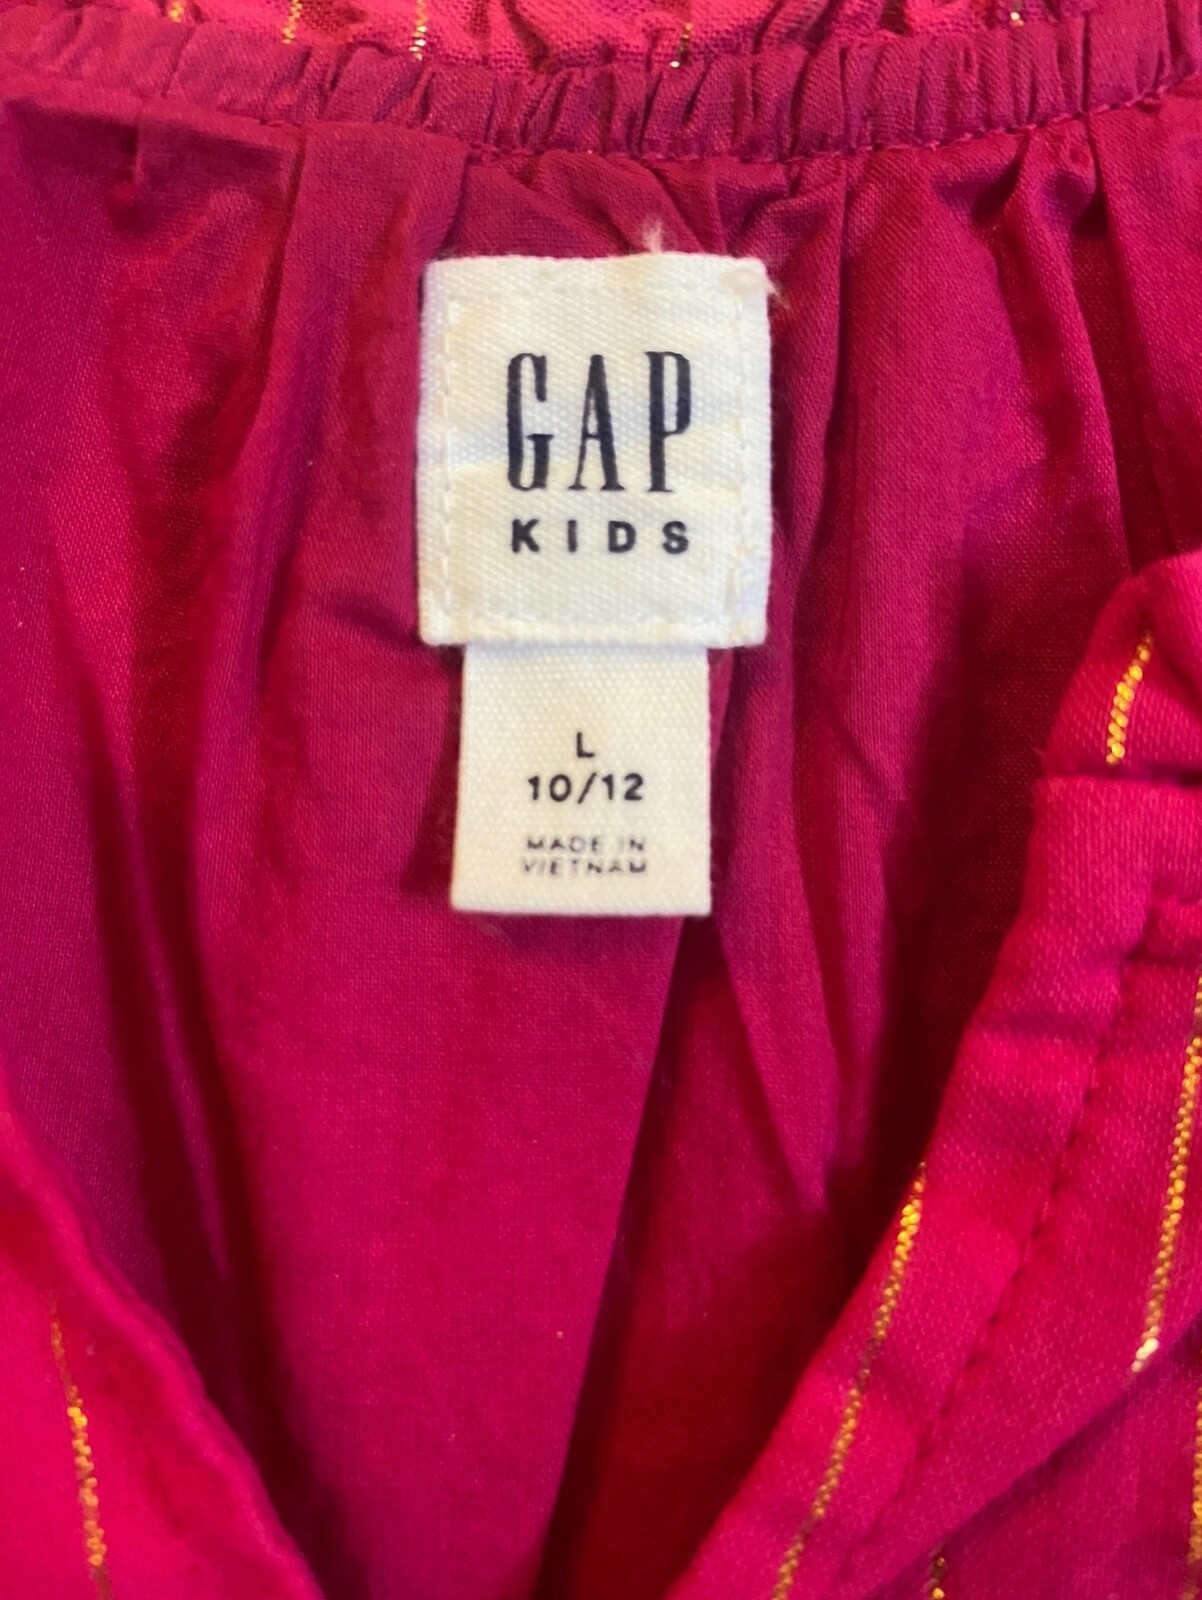 GAP
KIDS
L
10/12
MADE IN
VIETNAM